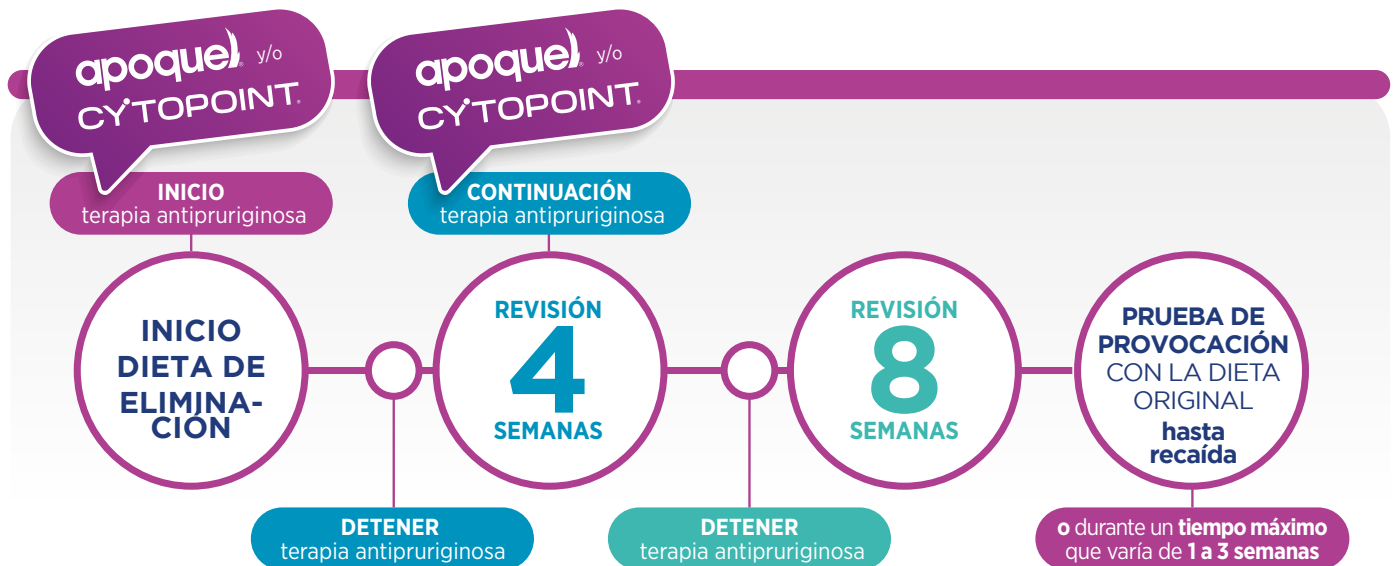 apoquel® y/o
CYTOPOINT®
apoquel® y/o
CYTOPOINT®
INICIO
terapia antipruriginosa
CONTINUACIÓN
terapia antipruriginosa
INICIO
DIETA DE
ELIMINA-
CIÓN
REVISIÓN
4
SEMANAS
REVISIÓN
8
SEMANAS
PRUEBA DE
PROVOCACIÓN
CON LA DIETA
ORIGINAL
hasta
recaída
DETENER
terapia antipruriginosa
DETENER
terapia antipruriginosa
o durante un tiempo máximo
que varía de 1 a 3 semanas